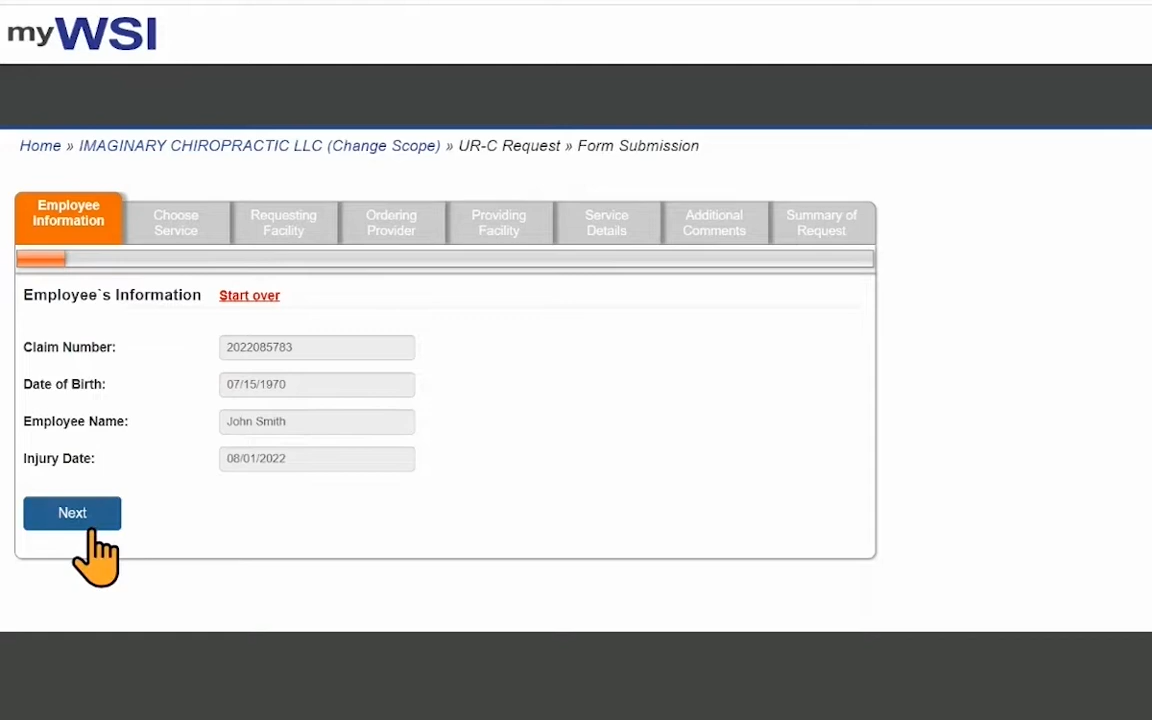 myWSI
Home » IMAGINARY CHIROPRACTIC LLC (Change Scope) » UR-C Request » Form Submission
Employee
Information
Choose
Service
Requesting
Facility
Ordering
Provider
Providing
Facility
Service
Details
Additional
Comments
Summary of
Request
Employee`s Information Start over
Claim Number: 2022085783
Date of Birth: 07/15/1970
Employee Name: John Smith
Injury Date: 08/01/2022
Next